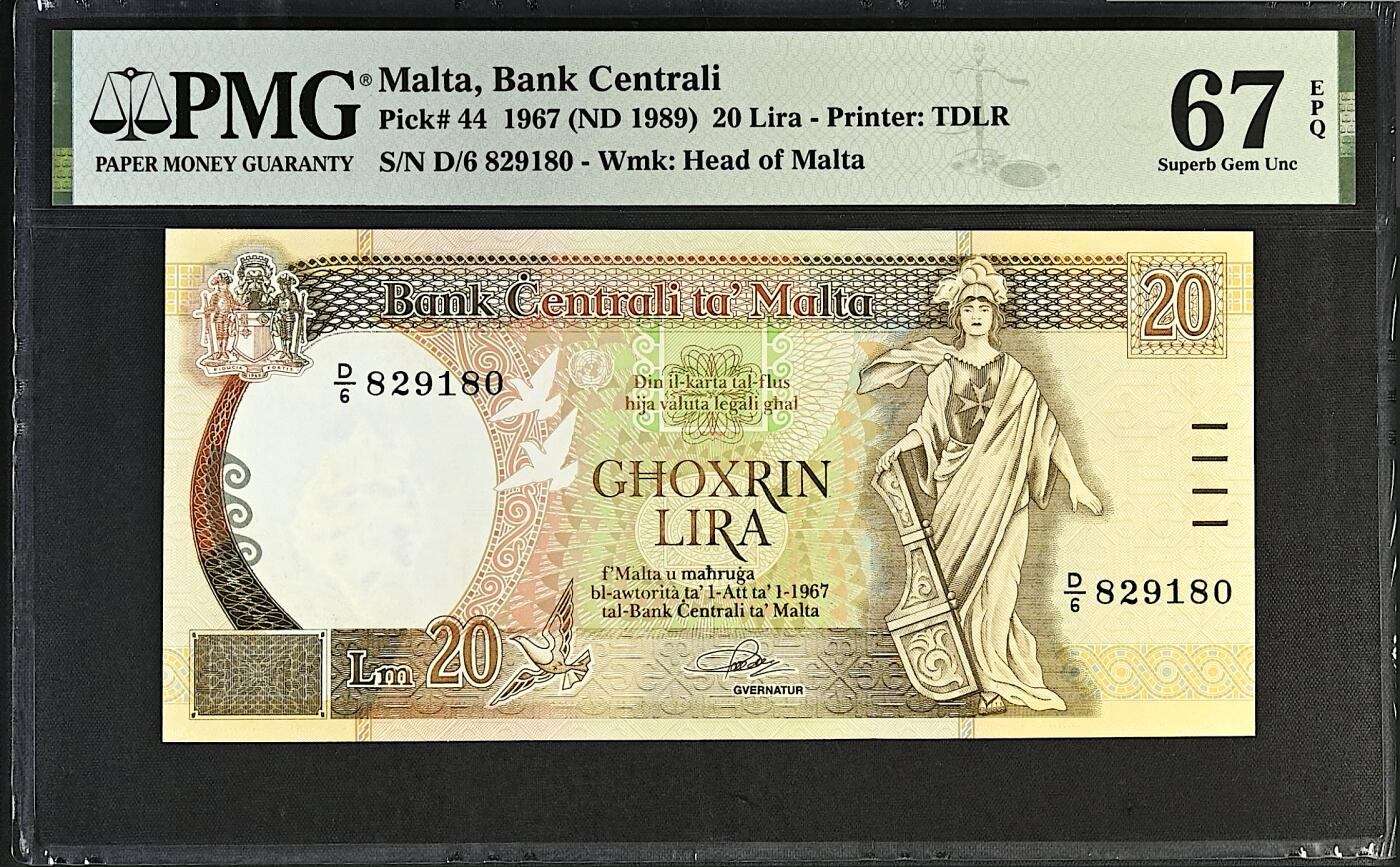 PMG®
PAPER MONEY GUARANTY
Malta, Bank Centrali
Pick# 44 1967 (ND 1989) 20 Lira - Printer: TDLR
S/N D/6 829180 - Wmk: Head of Malta
67
EPQ
Superb Gem Unc
Bank Ċentrali ta' Malta
20
D/6 829180
FIDUCIA FORTIS
Din il-karta tal-flus
hija valuta legali għal
GĦOXRIN
LIRA
f'Malta u maħruġa
bl-awtorità ta' l-Att ta' l-1967
tal-Bank Ċentrali ta' Malta
D/6 829180
Lm 20
GVERNATUR